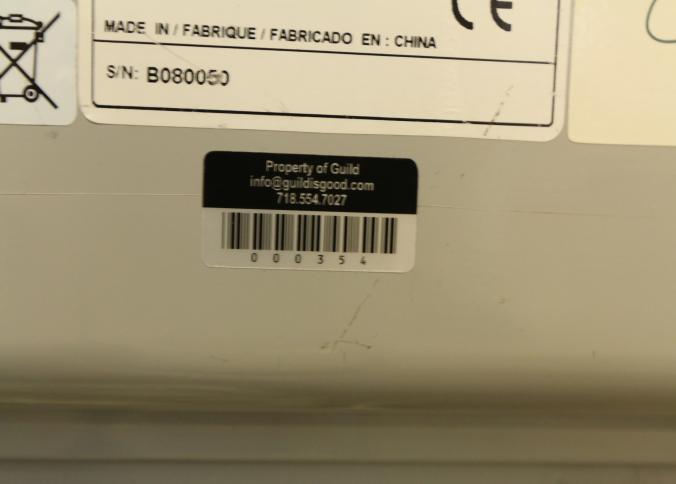 MADE IN / FABRIQUE / FABRICADO EN : CHINA
S/N: B080050
Property of Guild
info@guildisgood.com
718.554.7027
000354